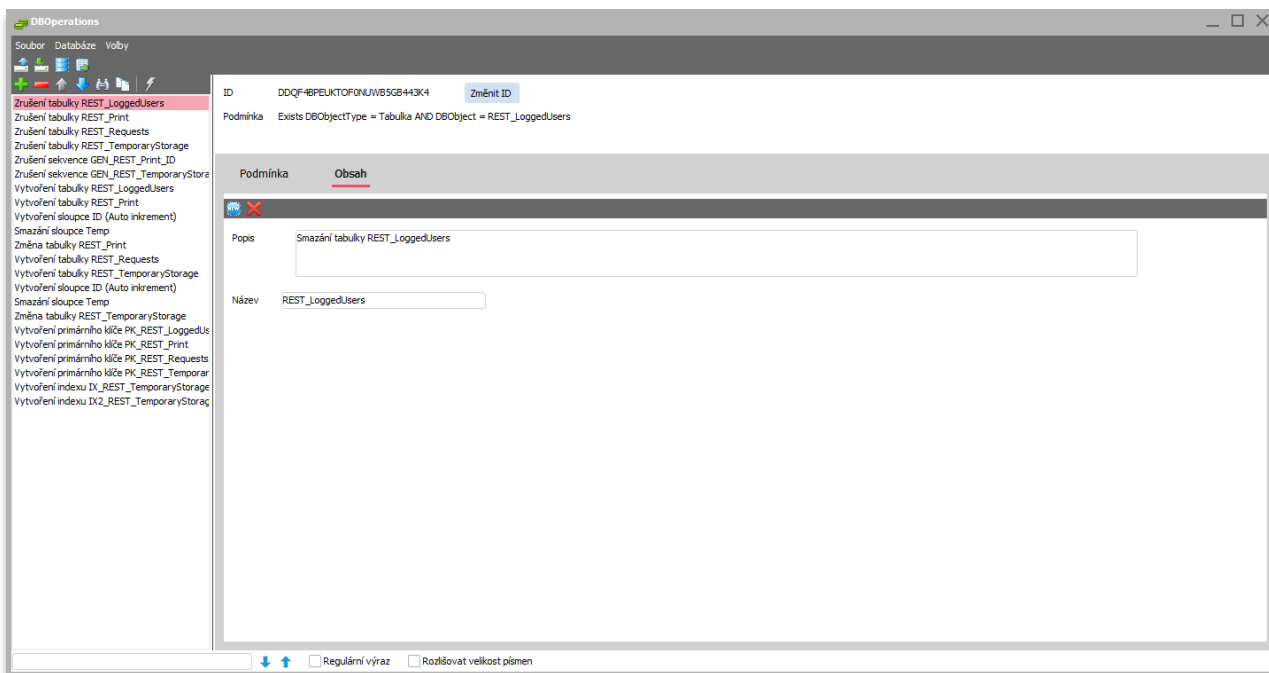 DBOperations
Soubor Databáze Volby
Zrušení tabulky REST_LoggedUsers
Zrušení tabulky REST_Print
Zrušení tabulky REST_Requests
Zrušení tabulky REST_TemporaryStorage
Zrušení sekvence GEN_REST_Print_ID
Zrušení sekvence GEN_REST_TemporaryStora
Vytvoření tabulky REST_LoggedUsers
Vytvoření tabulky REST_Print
Vytvoření sloupce ID (Auto inkrement)
Smazání sloupce Temp
Změna tabulky REST_Print
Vytvoření tabulky REST_Requests
Vytvoření tabulky REST_TemporaryStorage
Vytvoření sloupce ID (Auto inkrement)
Smazání sloupce Temp
Změna tabulky REST_TemporaryStorage
Vytvoření primárního klíče PK_REST_LoggedUs
Vytvoření primárního klíče PK_REST_Print
Vytvoření primárního klíče PK_REST_Requests
Vytvoření primárního klíče PK_REST_Temporar
Vytvoření indexu IX_REST_TemporaryStorage
Vytvoření indexu IX2_REST_TemporaryStorag
ID DDQF4BPEUKTOF0NUWB5GB443K4 Změnit ID
Podmínka Exists DBObjectType = Tabulka AND DBObject = REST_LoggedUsers
Podmínka Obsah
NEW
Popis Smazání tabulky REST_LoggedUsers
Název REST_LoggedUsers
Regulární výraz Rozlišovat velikost písmen